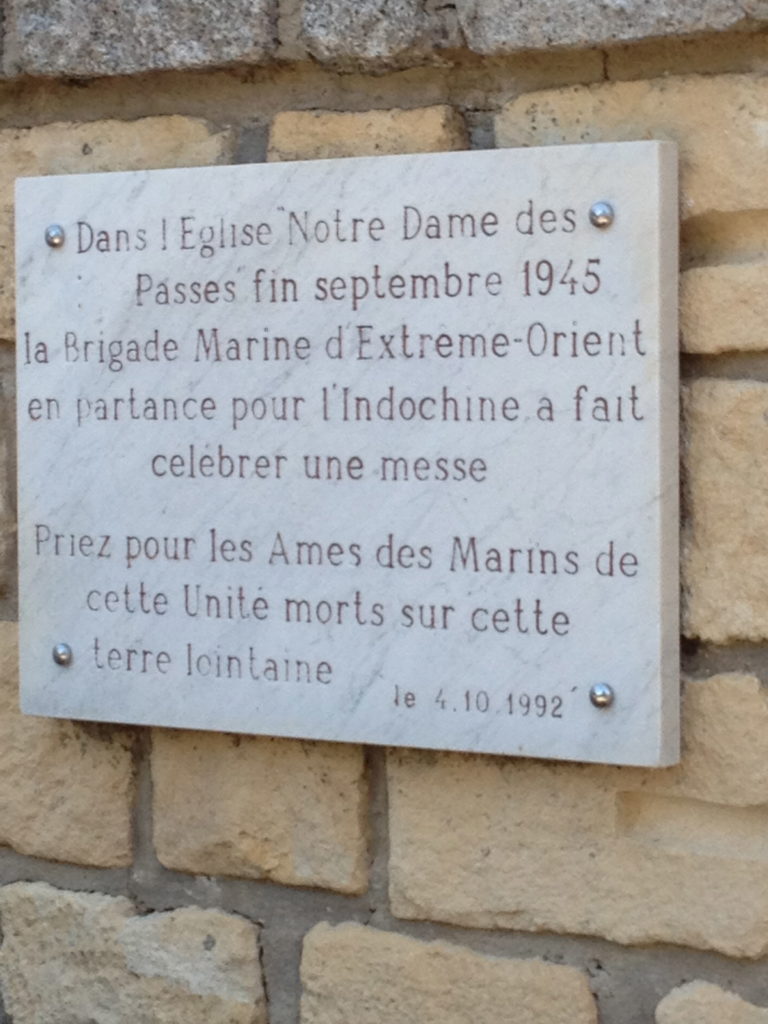 Dans l Eglise "Notre Dame des
Passes" fin septembre 1945
la Brigade Marine d'Extrême-Orient
en partance pour l'Indochine a fait
célébrer une messe
Priez pour les Ames des Marins de
cette Unité morts sur cette
terre lointaine
le 4.10.1992